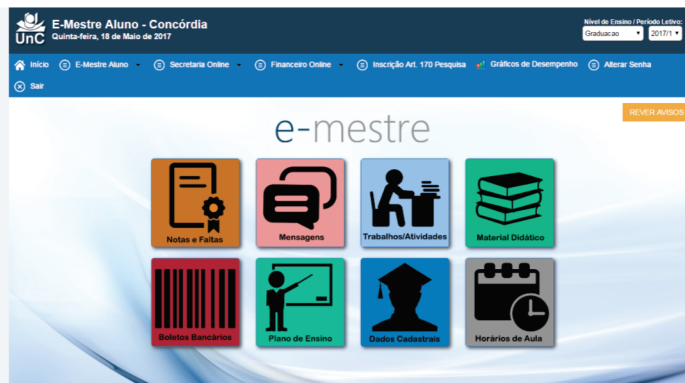 UnC
E-Mestre Aluno - Concórdia
Quinta-feira, 18 de Maio de 2017
Nível de Ensino / Período Letivo:
Graduacao
2017/1
Início
E-Mestre Aluno
Secretaria Online
Financeiro Online
Inscrição Art. 170 Pesquisa
Gráficos de Desempenho
Alterar Senha
Sair
REVER AVISOS
e-mestre
Notas e Faltas
Mensagens
Trabalhos/Atividades
Material Didático
Boletos Bancários
Plano de Ensino
Dados Cadastrais
Horários de Aula